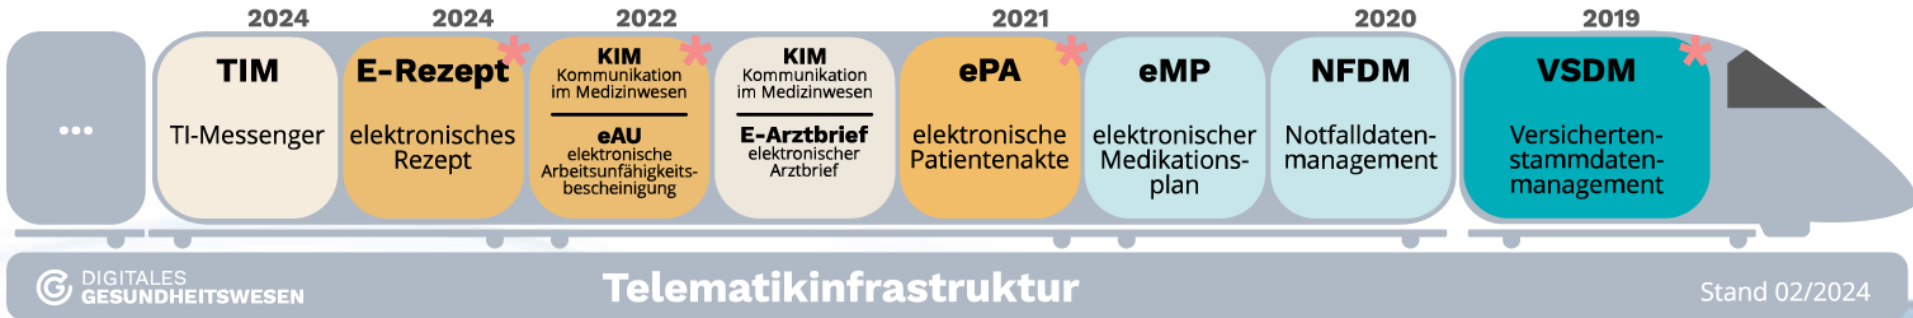 2024
2024
2022
2021
2020
2019
...
TIM
TI-Messenger
E-Rezept*
elektronisches
Rezept
KIM*
Kommunikation
im Medizinwesen
eAU
elektronische
Arbeitsunfähigkeits-
bescheinigung
KIM
Kommunikation
im Medizinwesen
E-Arztbrief
elektronischer
Arztbrief
ePA*
elektronische
Patientenakte
eMP
elektronischer
Medikations-
plan
NFDM
Notfalldaten-
management
VSDM*
Versicherten-
stammdaten-
management
DIGITALES
GESUNDHEITSWESEN
Telematikinfrastruktur
Stand 02/2024